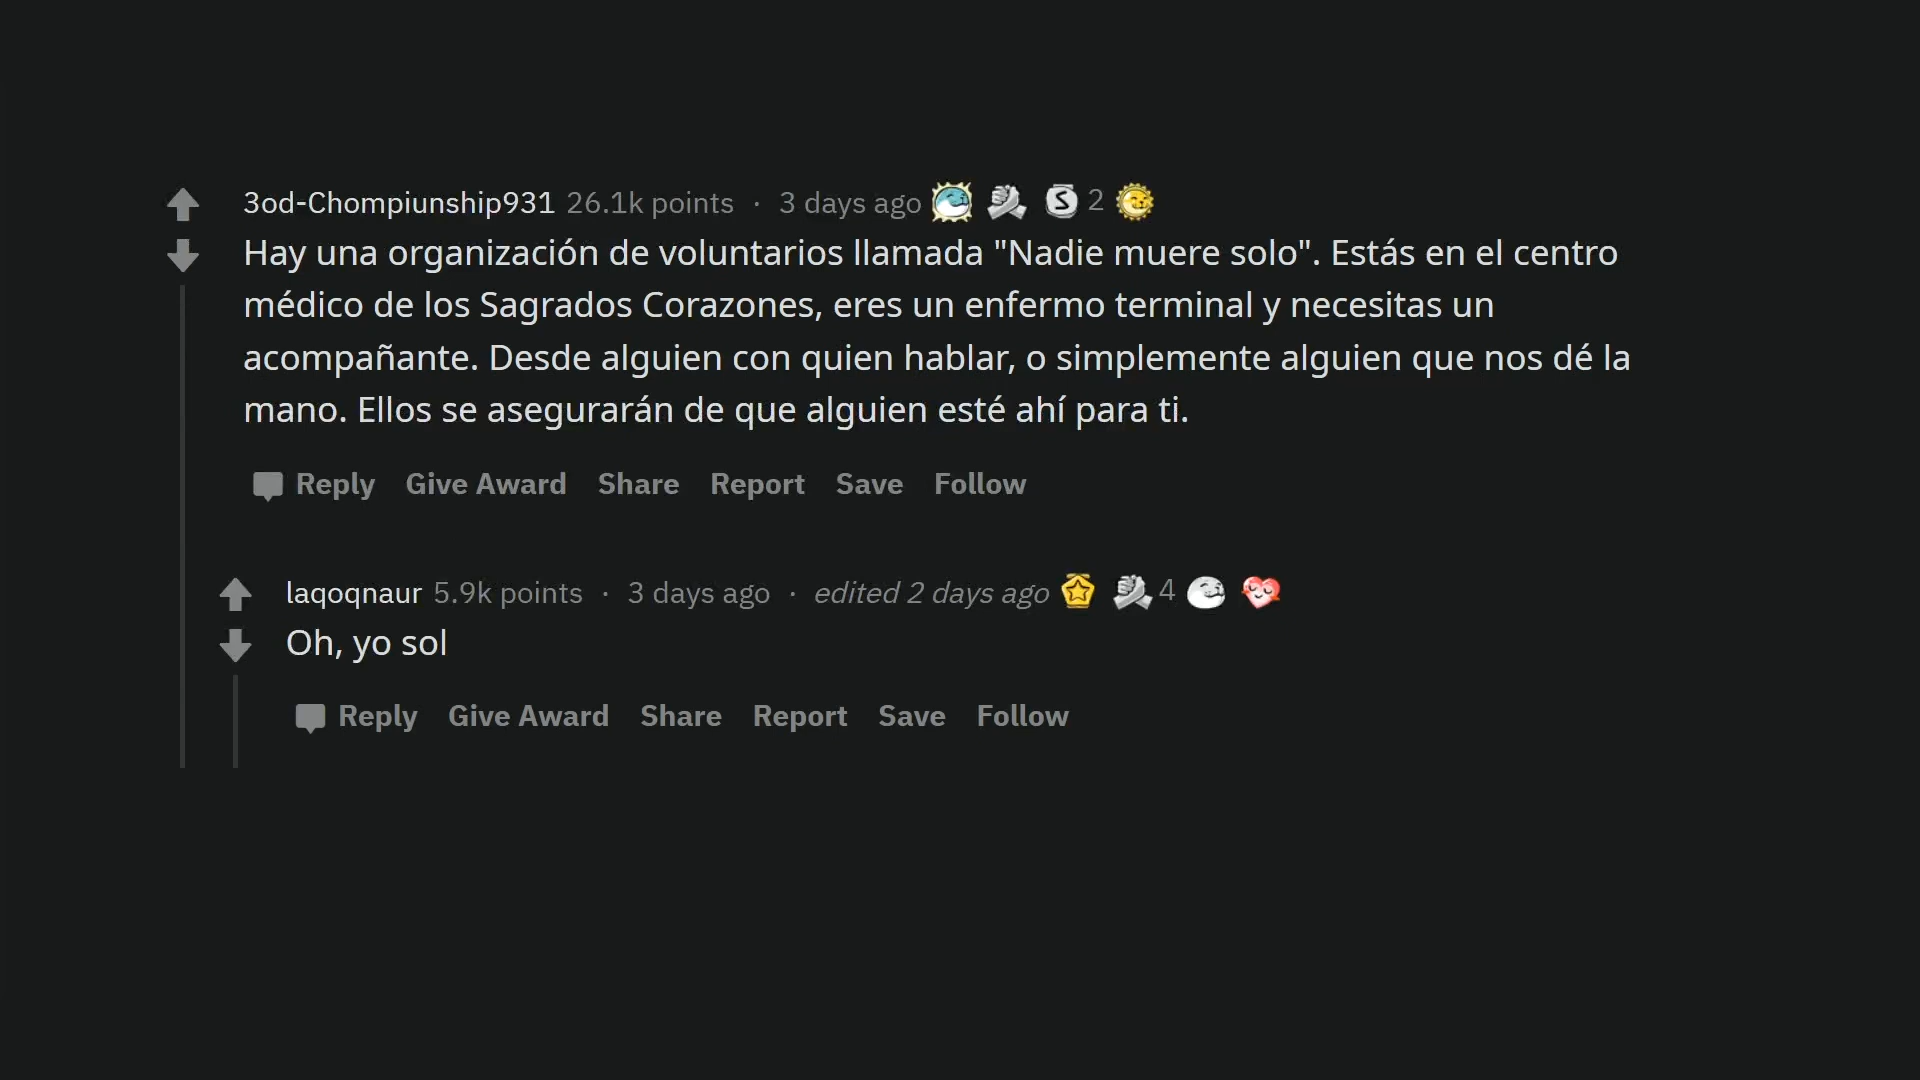 3od-Chompiunship931 26.1k points · 3 days ago 2
Hay una organización de voluntarios llamada "Nadie muere solo". Estás en el centro
médico de los Sagrados Corazones, eres un enfermo terminal y necesitas un
acompañante. Desde alguien con quien hablar, o simplemente alguien que nos dé la
mano. Ellos se asegurarán de que alguien esté ahí para ti.
Reply Give Award Share Report Save Follow
laqoqnaur 5.9k points · 3 days ago · edited 2 days ago 4
Oh, yo sol
Reply Give Award Share Report Save Follow